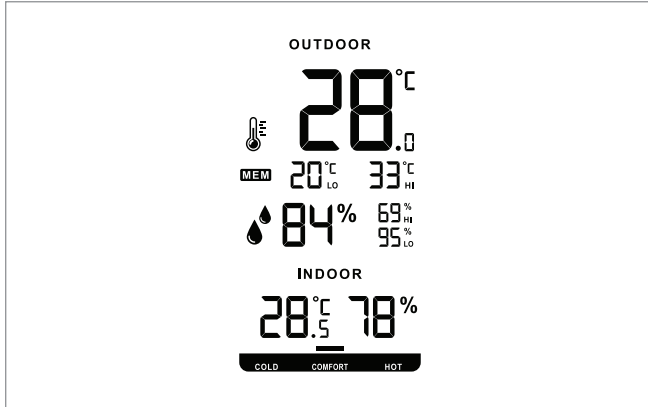 OUTDOOR
28.0°C
MEM 20°C LO 33°C HI
84% 69% HI
95% LO
INDOOR
28.5°C 78%
COLD COMFORT HOT